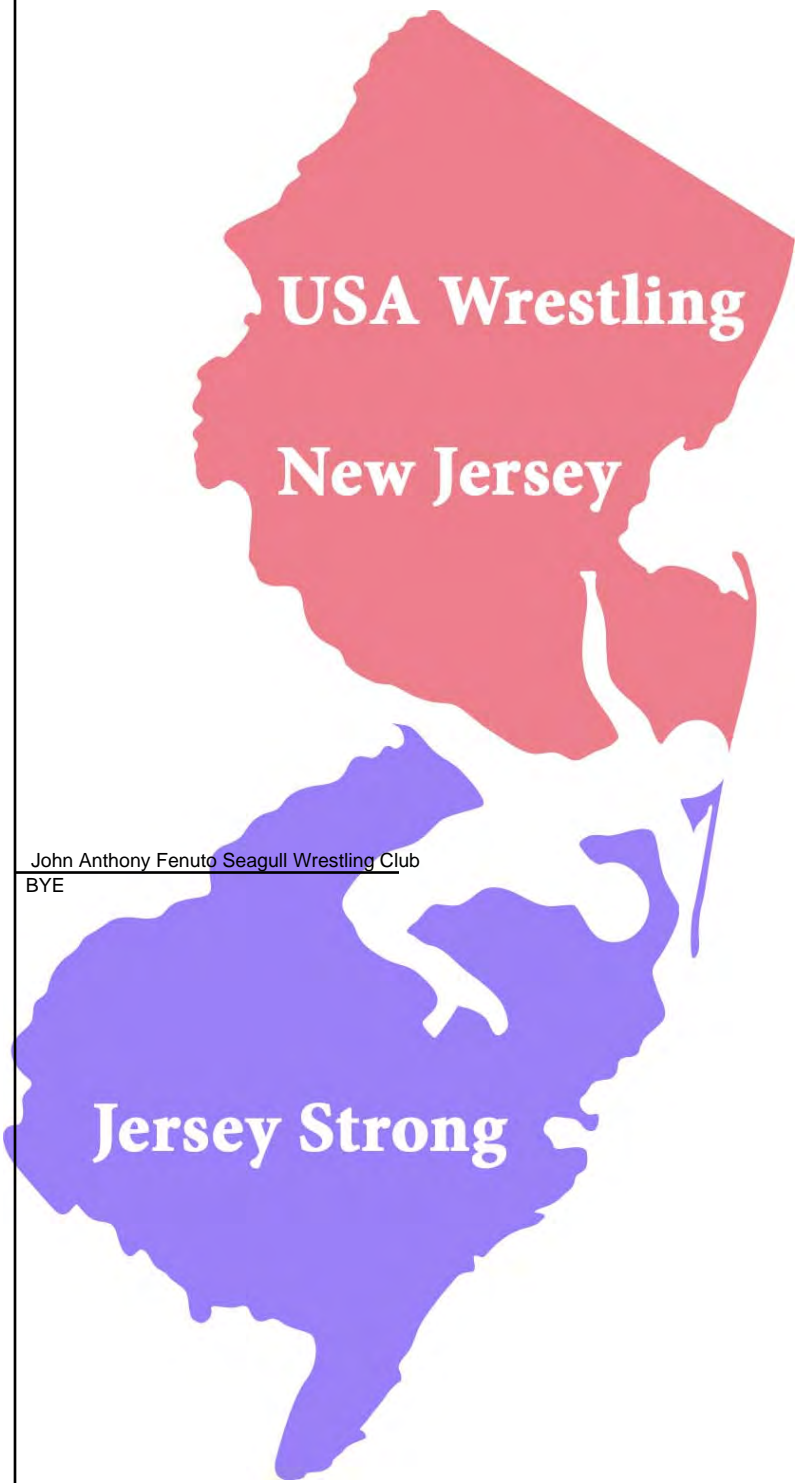 USA Wrestling
New Jersey
John Anthony Fenuto Seagull Wrestling Club
BYE
Jersey Strong